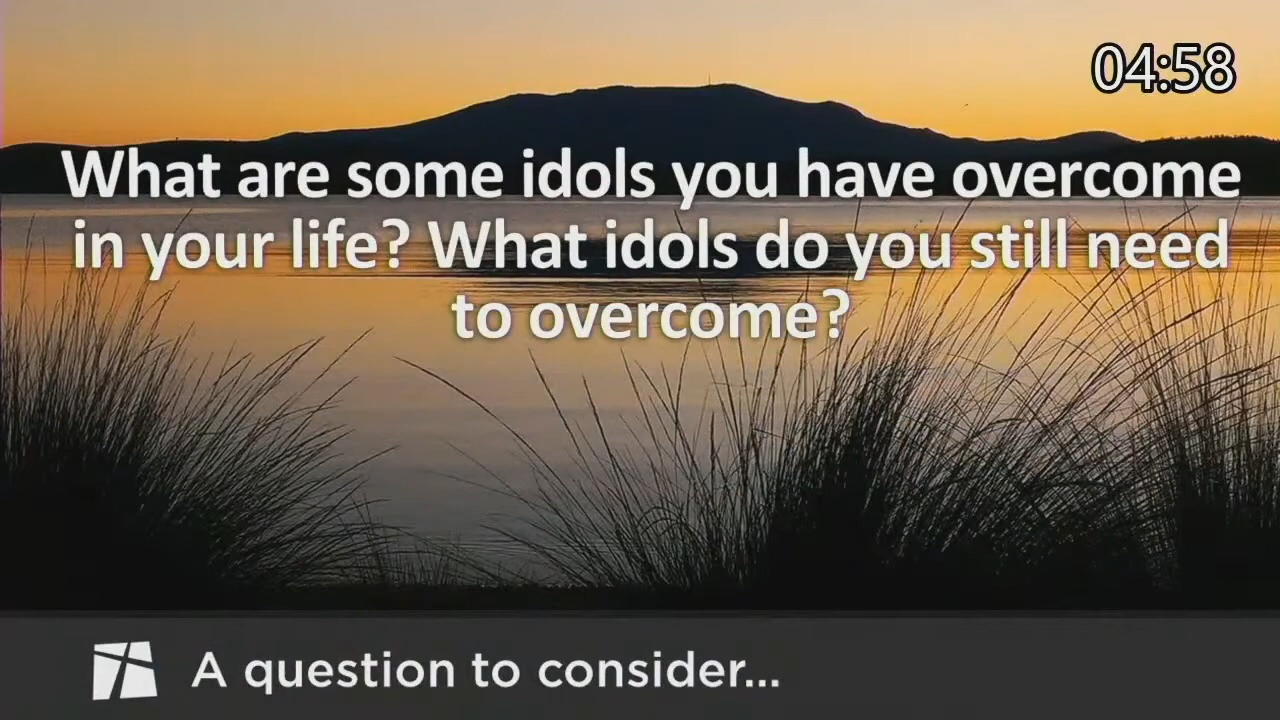 04:58
What are some idols you have overcome
in your life? What idols do you still need
to overcome?
A question to consider...